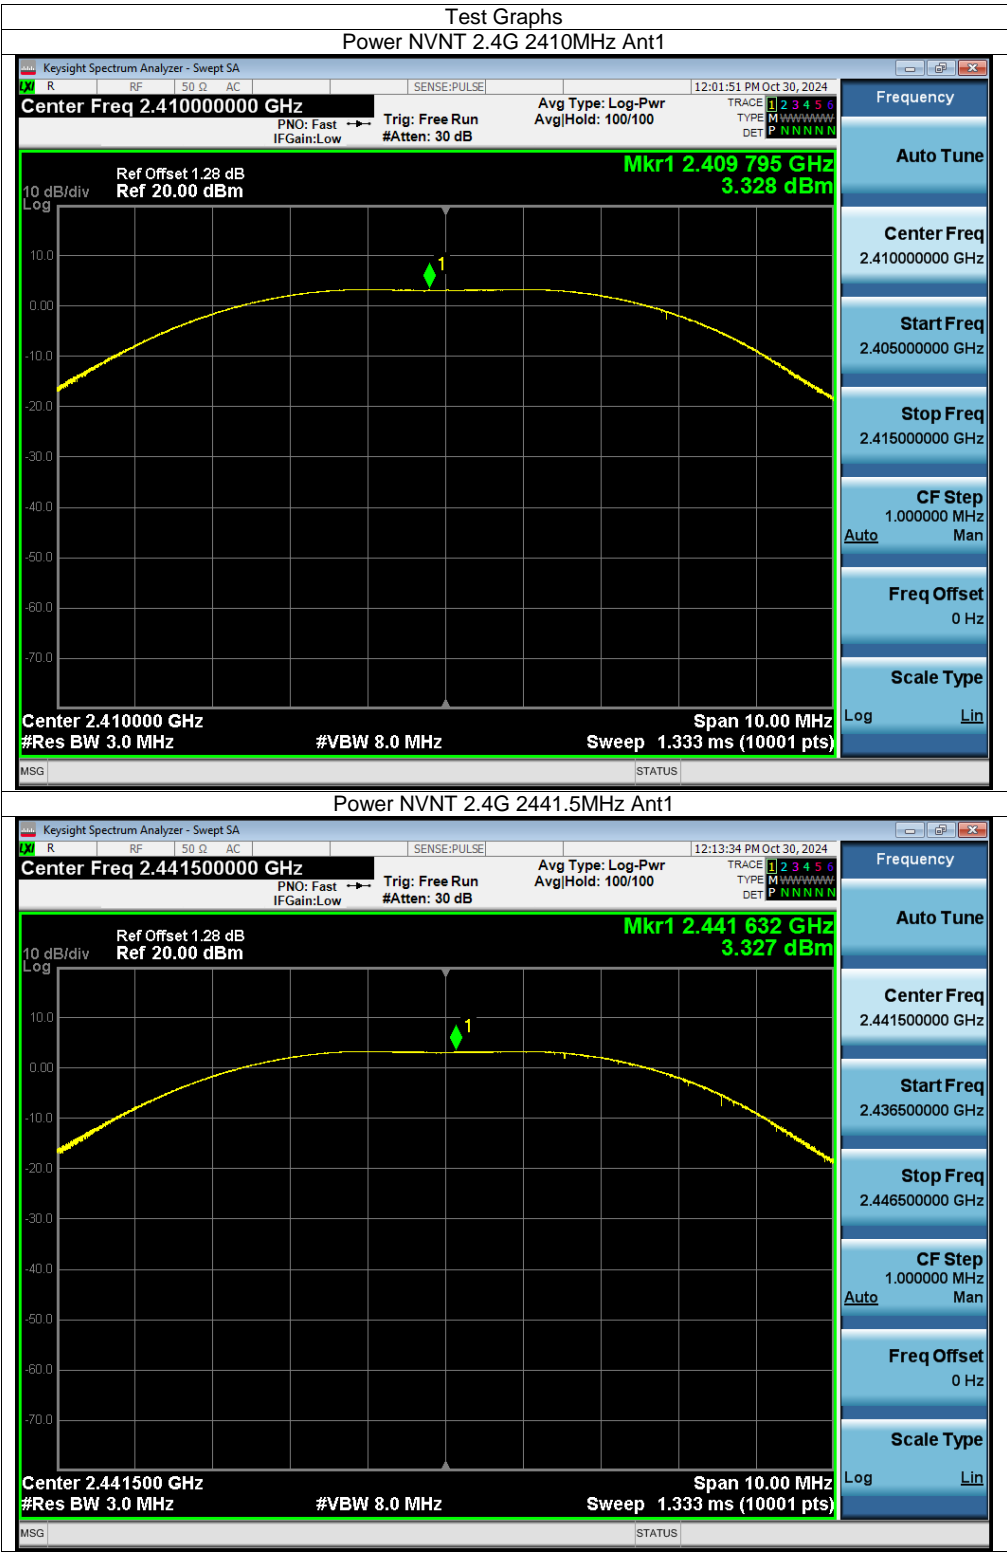 Test Graphs
Power NVNT 2.4G 2410MHz Ant1
Keysight Spectrum Analyzer - Swept SA
LXI R RF 50 Ω AC SENSE:PULSE 12:01:51 PM Oct 30, 2024
Center Freq 2.410000000 GHz
PNO: Fast
IFGain:Low
Trig: Free Run
#Atten: 30 dB
Avg Type: Log-Pwr
Avg|Hold: 100/100
TRACE 1 2 3 4 5 6
TYPE M WWWWW
DET P N N N N N
Frequency
Auto Tune
Center Freq
2.410000000 GHz
Start Freq
2.405000000 GHz
Stop Freq
2.415000000 GHz
CF Step
1.000000 MHz
Auto Man
Freq Offset
0 Hz
Scale Type
Log Lin
Mkr1 2.409 795 GHz
3.328 dBm
Ref Offset 1.28 dB
10 dB/div Ref 20.00 dBm
Log
1
10.0
0.00
-10.0
-20.0
-30.0
-40.0
-50.0
-60.0
-70.0
Center 2.410000 GHz Span 10.00 MHz
#Res BW 3.0 MHz #VBW 8.0 MHz Sweep 1.333 ms (10001 pts)
MSG STATUS
Power NVNT 2.4G 2441.5MHz Ant1
Keysight Spectrum Analyzer - Swept SA
LXI R RF 50 Ω AC SENSE:PULSE 12:13:34 PM Oct 30, 2024
Center Freq 2.441500000 GHz
PNO: Fast
IFGain:Low
Trig: Free Run
#Atten: 30 dB
Avg Type: Log-Pwr
Avg|Hold: 100/100
TRACE 1 2 3 4 5 6
TYPE M WWWWW
DET P N N N N N
Frequency
Auto Tune
Center Freq
2.441500000 GHz
Start Freq
2.436500000 GHz
Stop Freq
2.446500000 GHz
CF Step
1.000000 MHz
Auto Man
Freq Offset
0 Hz
Scale Type
Log Lin
Mkr1 2.441 632 GHz
3.327 dBm
Ref Offset 1.28 dB
10 dB/div Ref 20.00 dBm
Log
1
10.0
0.00
-10.0
-20.0
-30.0
-40.0
-50.0
-60.0
-70.0
Center 2.441500 GHz Span 10.00 MHz
#Res BW 3.0 MHz #VBW 8.0 MHz Sweep 1.333 ms (10001 pts)
MSG STATUS